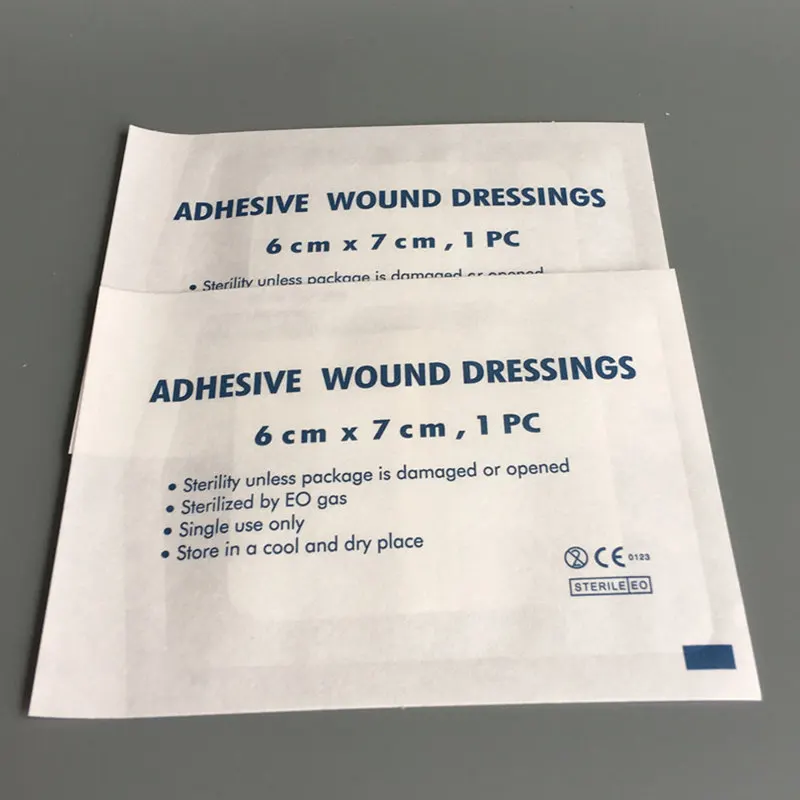 ADHESIVE WOUND DRESSINGS
6 cm x 7 cm, 1 PC
• Sterility unless package is damaged or opened
ADHESIVE WOUND DRESSINGS
6 cm x 7 cm, 1 PC
• Sterility unless package is damaged or opened
• Sterilized by EO gas
• Single use only
• Store in a cool and dry place
2 CE 0123
STERILE EO